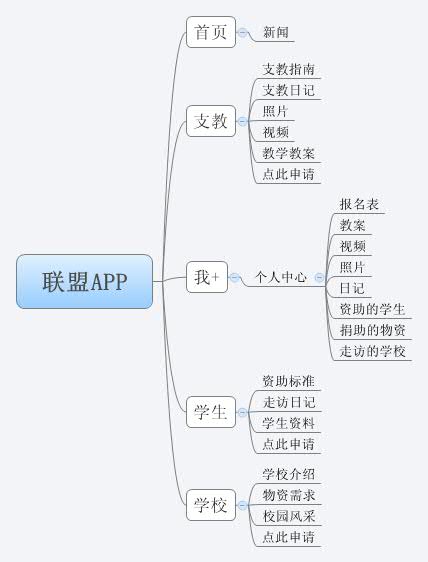 联盟APP
首页
新闻
支教
支教指南
支教日记
照片
视频
教学教案
点此申请
我+
个人中心
报名表
教案
视频
照片
日记
资助的学生
捐助的物资
走访的学校
学生
资助标准
走访日记
学生资料
点此申请
学校
学校介绍
物资需求
校园风采
点此申请